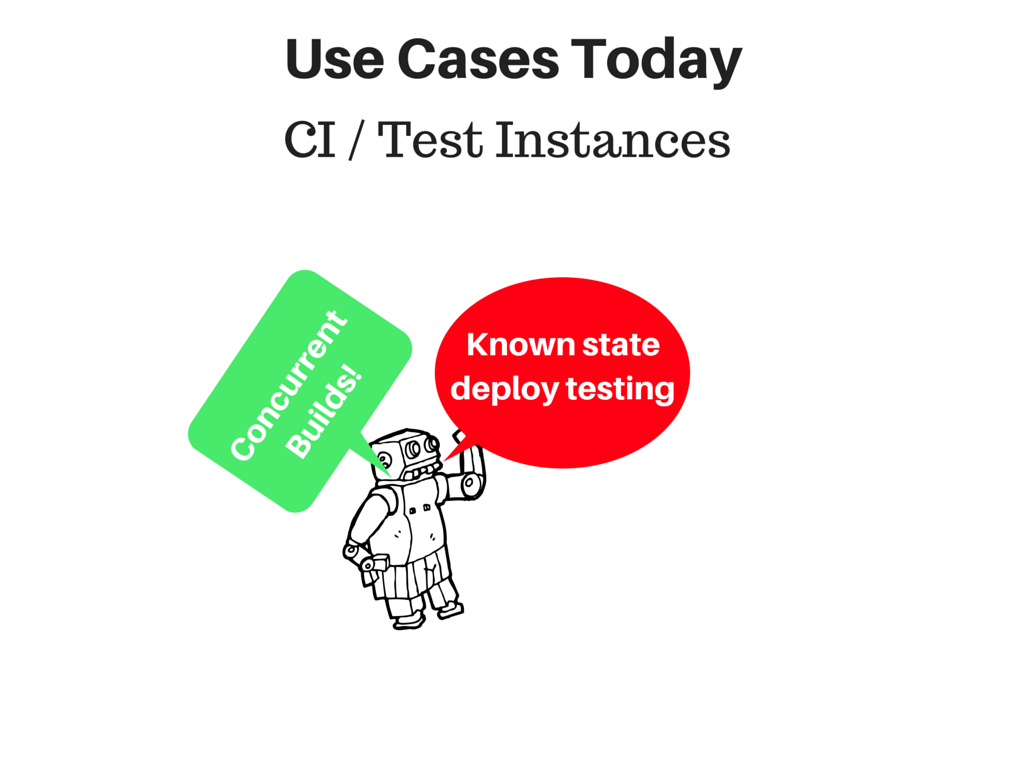 Use Cases Today
CI / Test Instances
Concurrent
Builds!
Known state
deploy testing